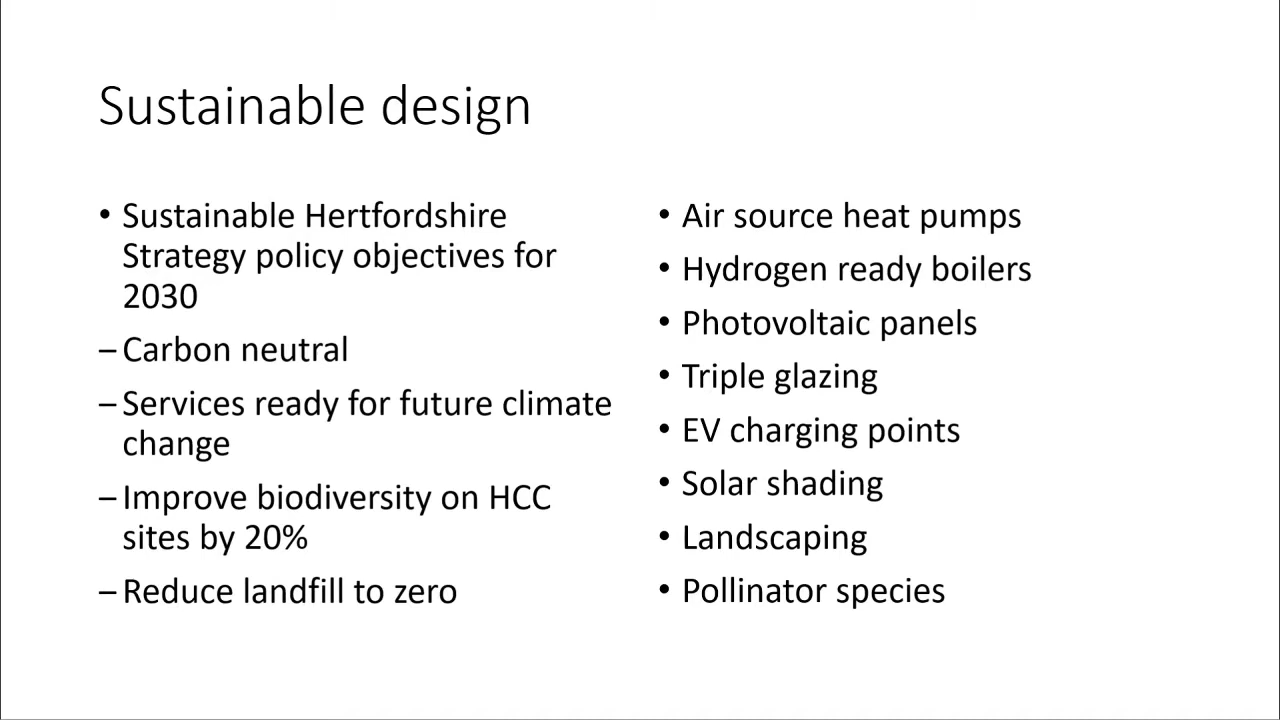 Sustainable design
• Sustainable Hertfordshire
Strategy policy objectives for
2030
– Carbon neutral
– Services ready for future climate
change
– Improve biodiversity on HCC
sites by 20%
– Reduce landfill to zero
• Air source heat pumps
• Hydrogen ready boilers
• Photovoltaic panels
• Triple glazing
• EV charging points
• Solar shading
• Landscaping
• Pollinator species